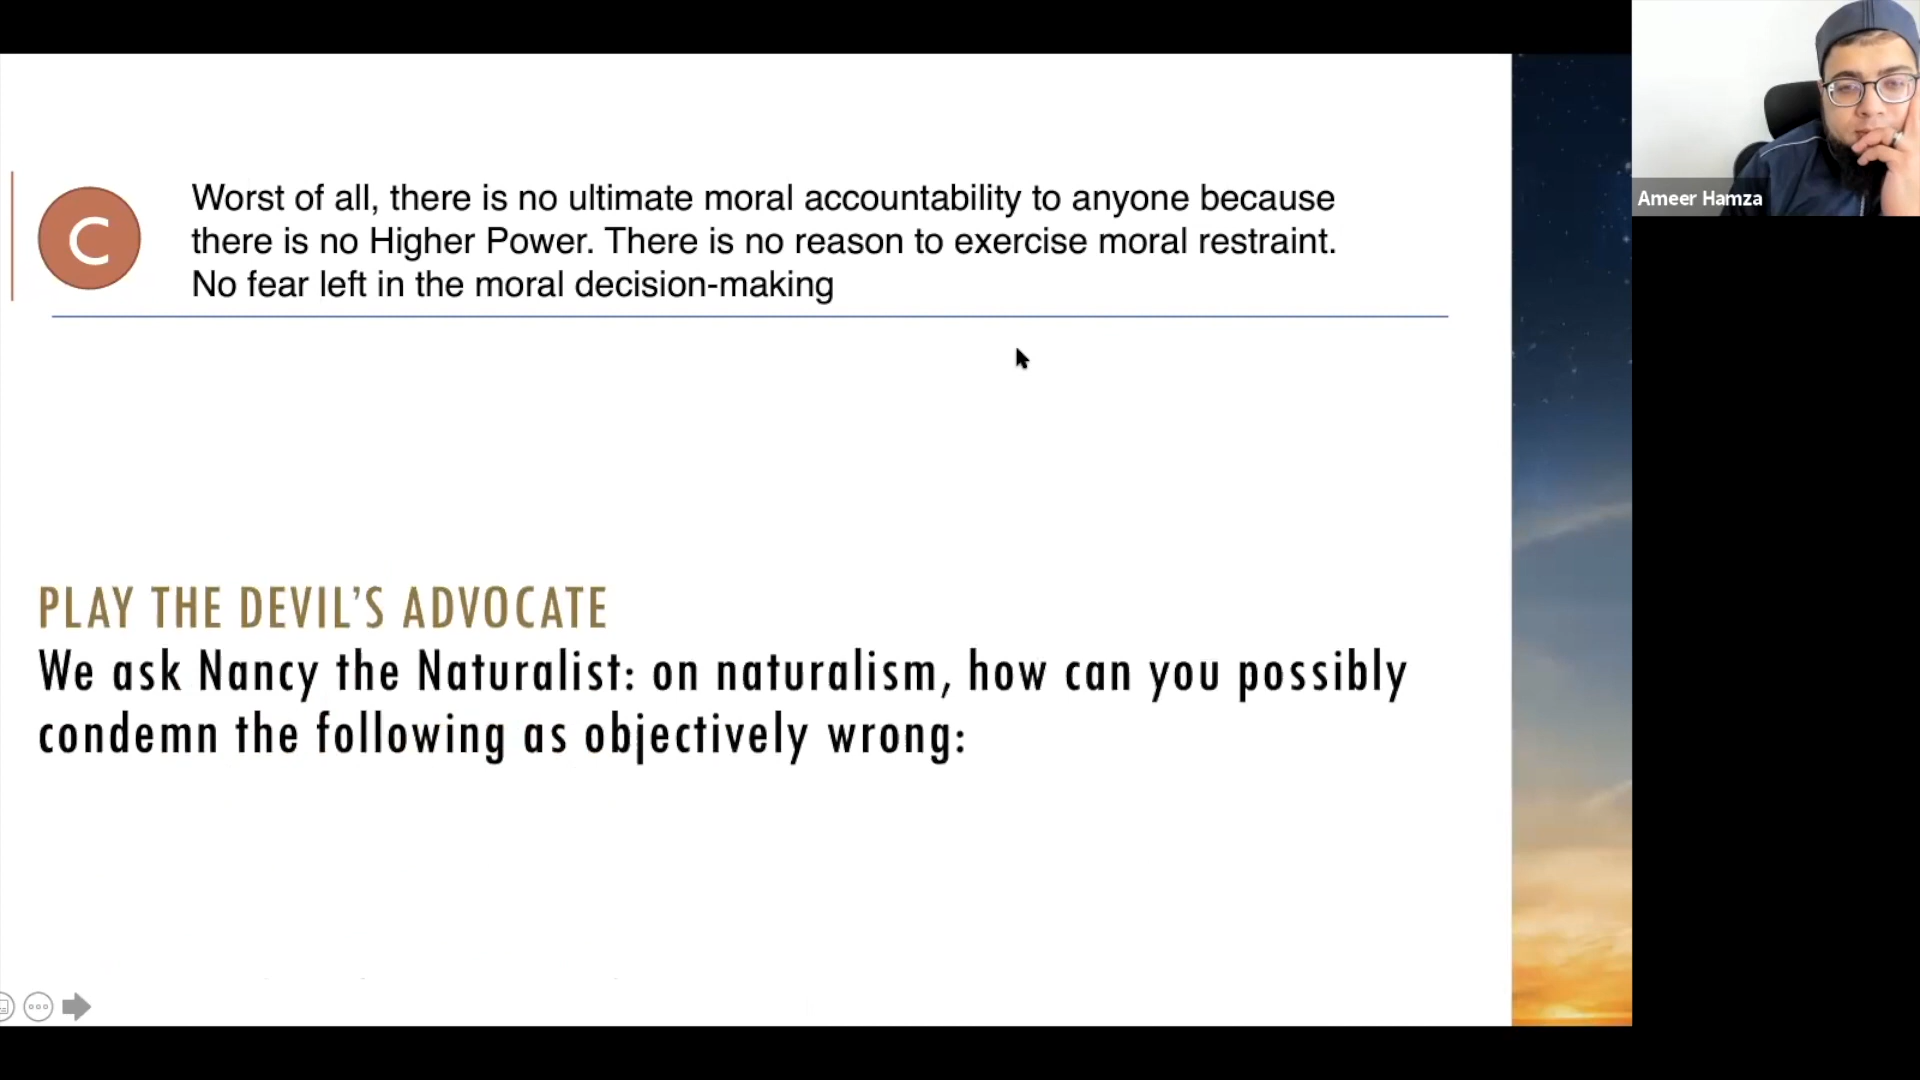 C
Worst of all, there is no ultimate moral accountability to anyone because
there is no Higher Power. There is no reason to exercise moral restraint.
No fear left in the moral decision-making
PLAY THE DEVIL’S ADVOCATE
We ask Nancy the Naturalist: on naturalism, how can you possibly
condemn the following as objectively wrong:
Ameer Hamza